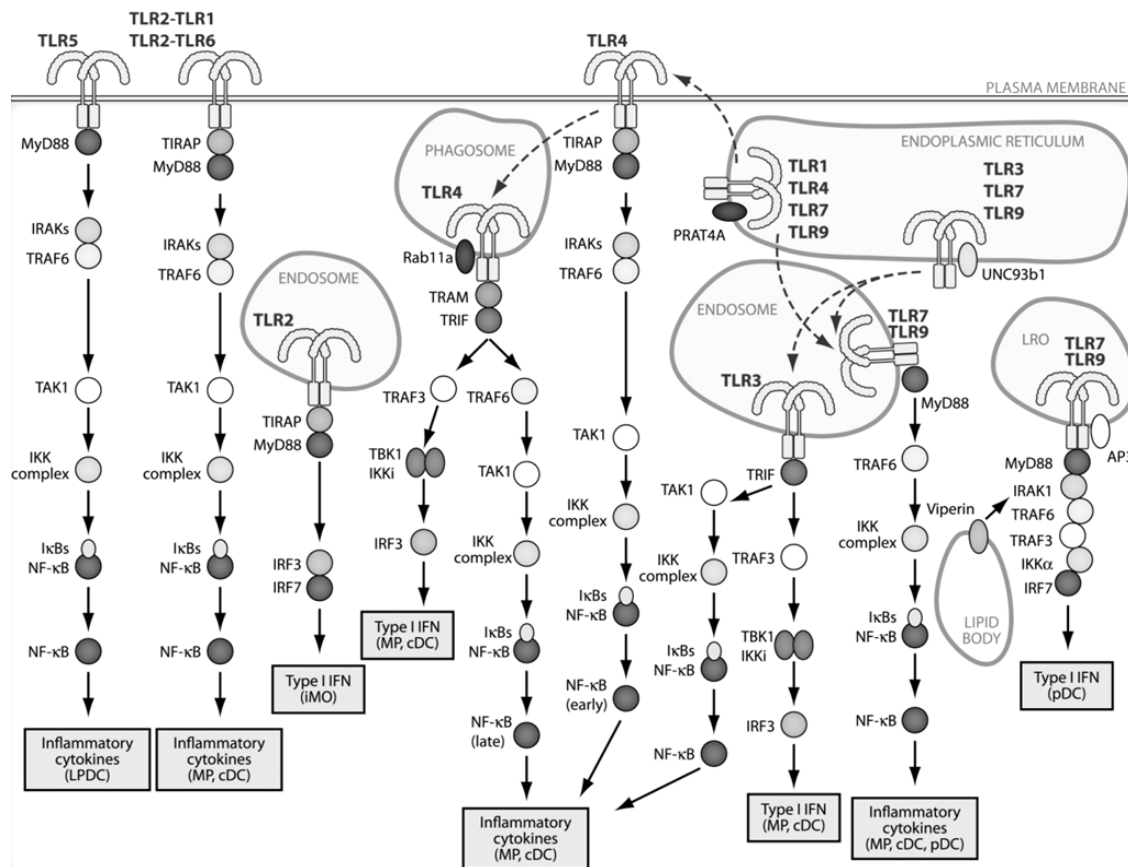 TLR5
MyD88
IRAKs
TRAF6
TAK1
IKK
complex
IκBs
NF-κB
NF-κB
Inflammatory
cytokines
(LPDC)
TLR2-TLR1
TLR2-TLR6
TIRAP
MyD88
IRAKs
TRAF6
TAK1
IKK
complex
IκBs
NF-κB
NF-κB
Inflammatory
cytokines
(MP, cDC)
ENDOSOME
TLR2
TIRAP
MyD88
IRF3
IRF7
Type I IFN
(iMO)
PHAGOSOME
TLR4
Rab11a
TRAM
TRIF
TRAF3
TBK1
IKKi
IRF3
Type I IFN
(MP, cDC)
TRAF6
TAK1
IKK
complex
IκBs
NF-κB
NF-κB
(late)
TLR4
TIRAP
MyD88
IRAKs
TRAF6
TAK1
IKK
complex
IκBs
NF-κB
NF-κB
(early)
Inflammatory
cytokines
(MP, cDC)
PLASMA MEMBRANE
ENDOPLASMIC RETICULUM
TLR1
TLR4
TLR7
TLR9
PRAT4A
TLR3
TLR7
TLR9
UNC93b1
ENDOSOME
TLR3
TRIF
TAK1
IKK
complex
IκBs
NF-κB
NF-κB
TRAF3
TBK1
IKKi
IRF3
Type I IFN
(MP, cDC)
TLR7
TLR9
MyD88
TRAF6
IKK
complex
IκBs
NF-κB
NF-κB
Inflammatory
cytokines
(MP, cDC, pDC)
LRO
TLR7
TLR9
AP3
MyD88
IRAK1
TRAF6
TRAF3
IKKα
IRF7
Viperin
LIPID
BODY
Type I IFN
(pDC)